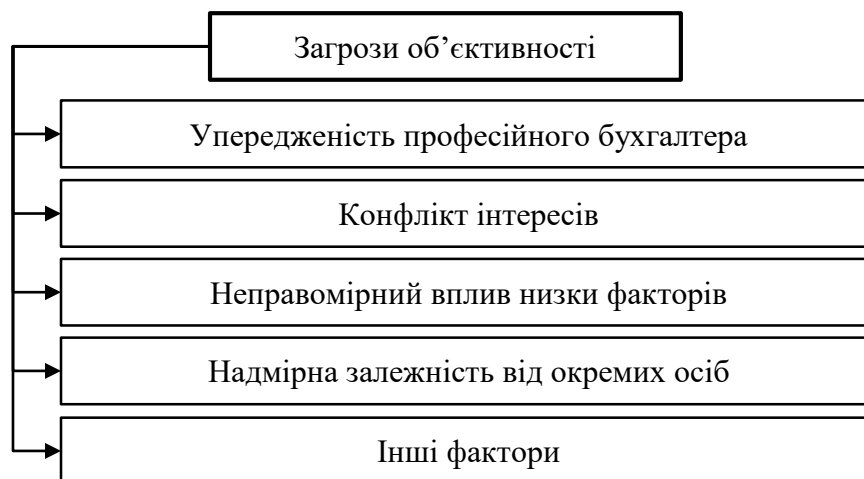 Загрози об’єктивності
Упередженість професійного бухгалтера
Конфлікт інтересів
Неправомірний вплив низки факторів
Надмірна залежність від окремих осіб
Інші фактори